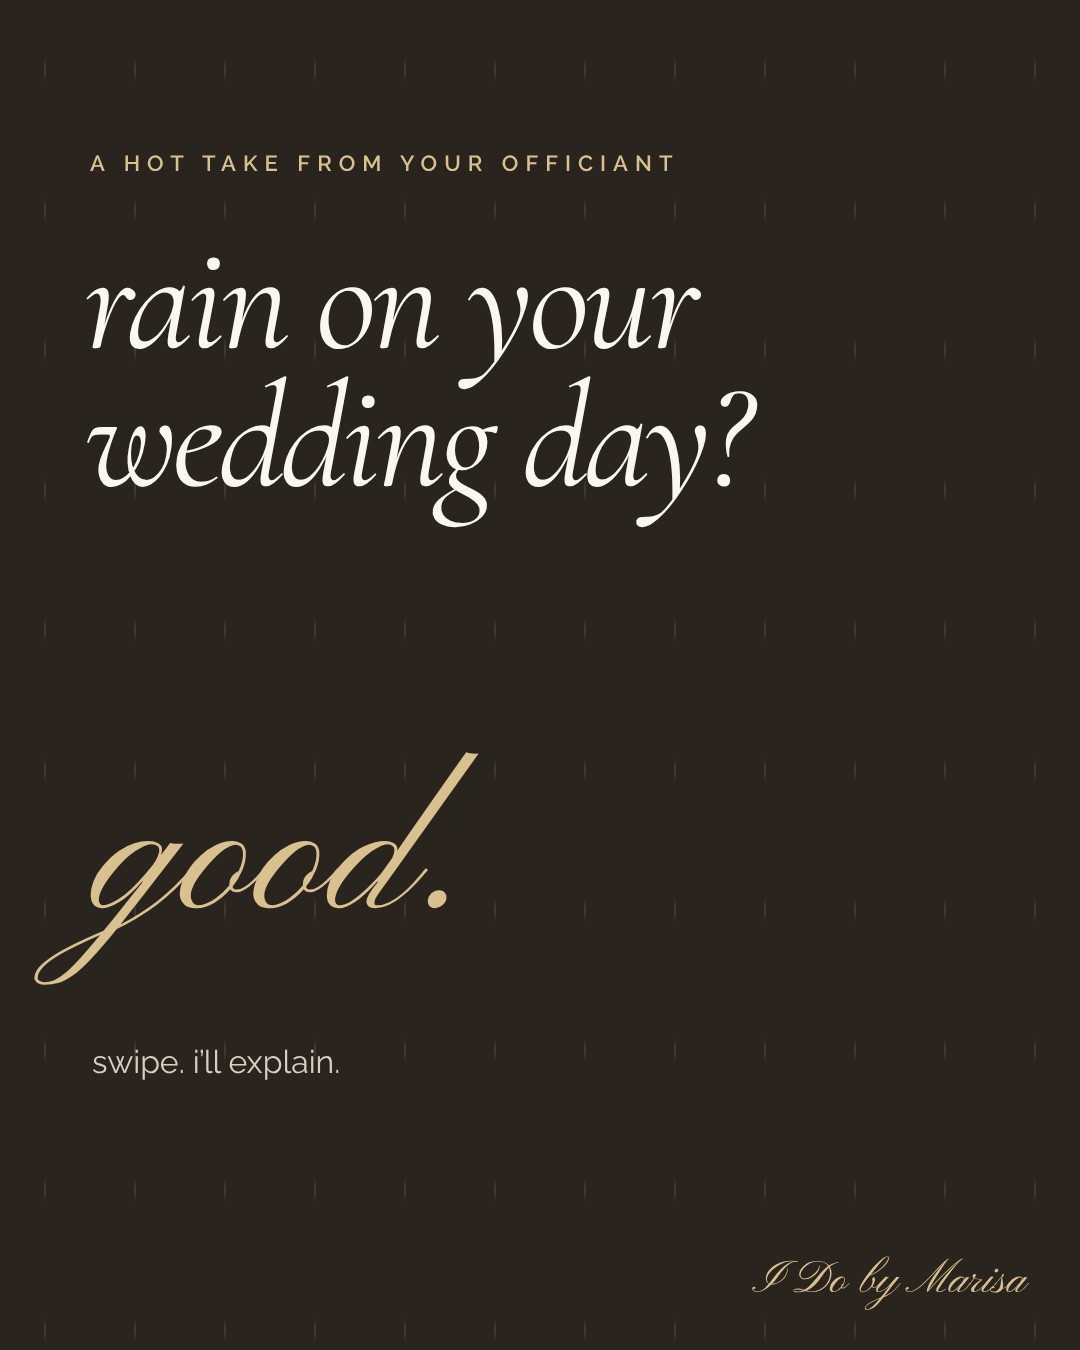 A HOT TAKE FROM YOUR OFFICIANT
rain on your
wedding day?
good.
swipe. i'll explain.
I Do by Marisa